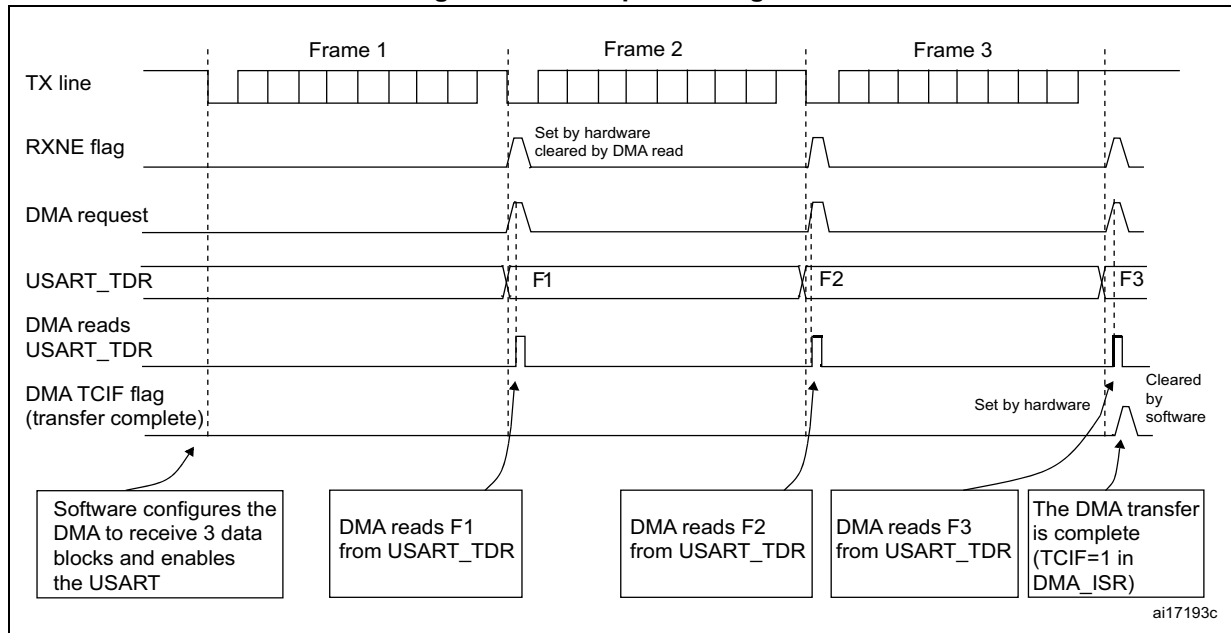 Frame 1
Frame 2
Frame 3
TX line
RXNE flag
Set by hardware
cleared by DMA read
DMA request
USART_TDR
F1
F2
F3
DMA reads
USART_TDR
DMA TCIF flag
(transfer complete)
Set by hardware
Cleared
by
software
Software configures the
DMA to receive 3 data
blocks and enables
the USART
DMA reads F1
from USART_TDR
DMA reads F2
from USART_TDR
DMA reads F3
from USART_TDR
The DMA transfer
is complete
(TCIF=1 in
DMA_ISR)
ai17193c